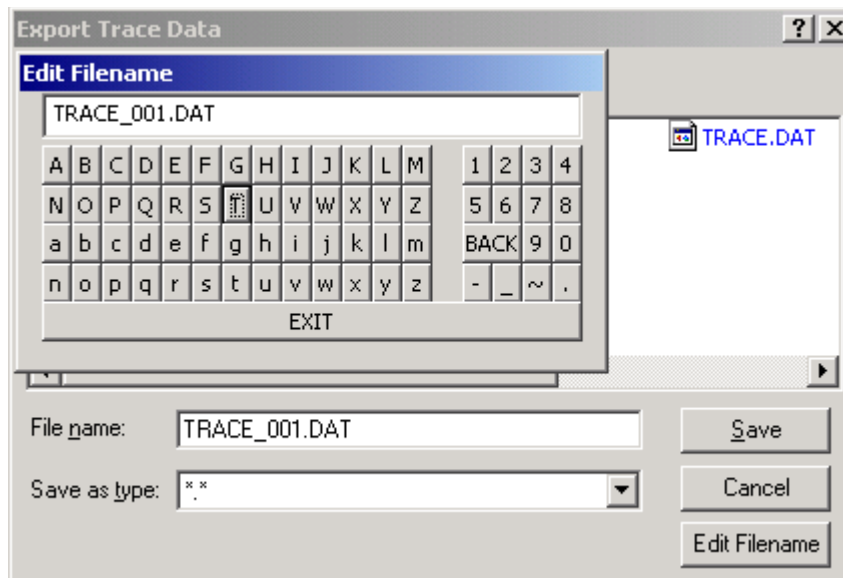 Export Trace Data
Edit Filename
TRACE_001.DAT
TRACE.DAT
A B C D E F G H I J K L M 1 2 3 4
N O P Q R S T U V W X Y Z 5 6 7 8
a b c d e f g h i j k l m BACK 9 0
n o p q r s t u v w x y z - _ ~ .
EXIT
File name: TRACE_001.DAT Save
Save as type: *.* Cancel
Edit Filename